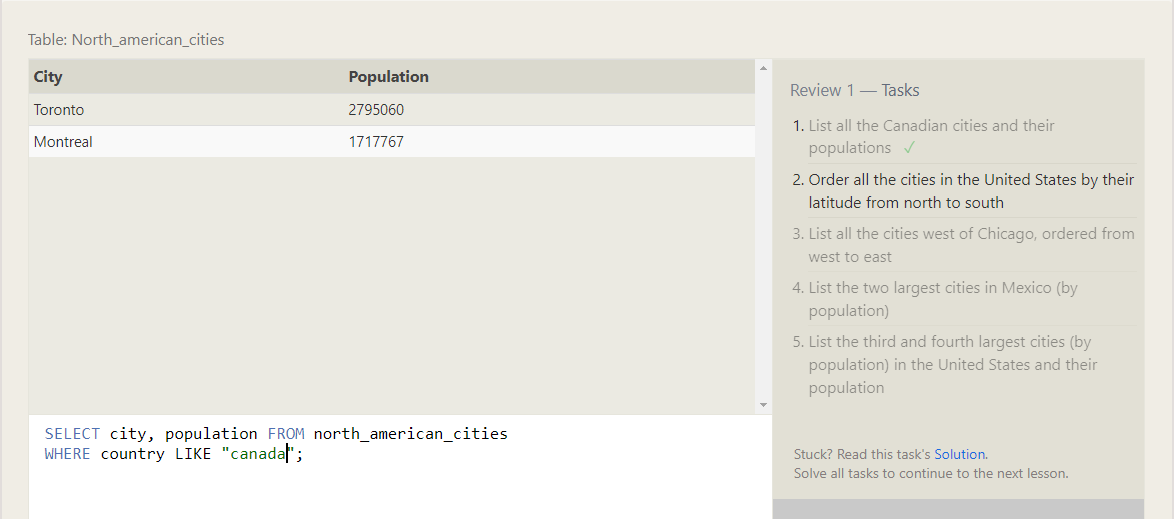 Table: North_american_cities
City Population
Toronto 2795060
Montreal 1717767
SELECT city, population FROM north_american_cities
WHERE country LIKE "canada";
Review 1 — Tasks
1. List all the Canadian cities and their
populations ✓
2. Order all the cities in the United States by their
latitude from north to south
3. List all the cities west of Chicago, ordered from
west to east
4. List the two largest cities in Mexico (by
population)
5. List the third and fourth largest cities (by
population) in the United States and their
population
Stuck? Read this task's Solution.
Solve all tasks to continue to the next lesson.